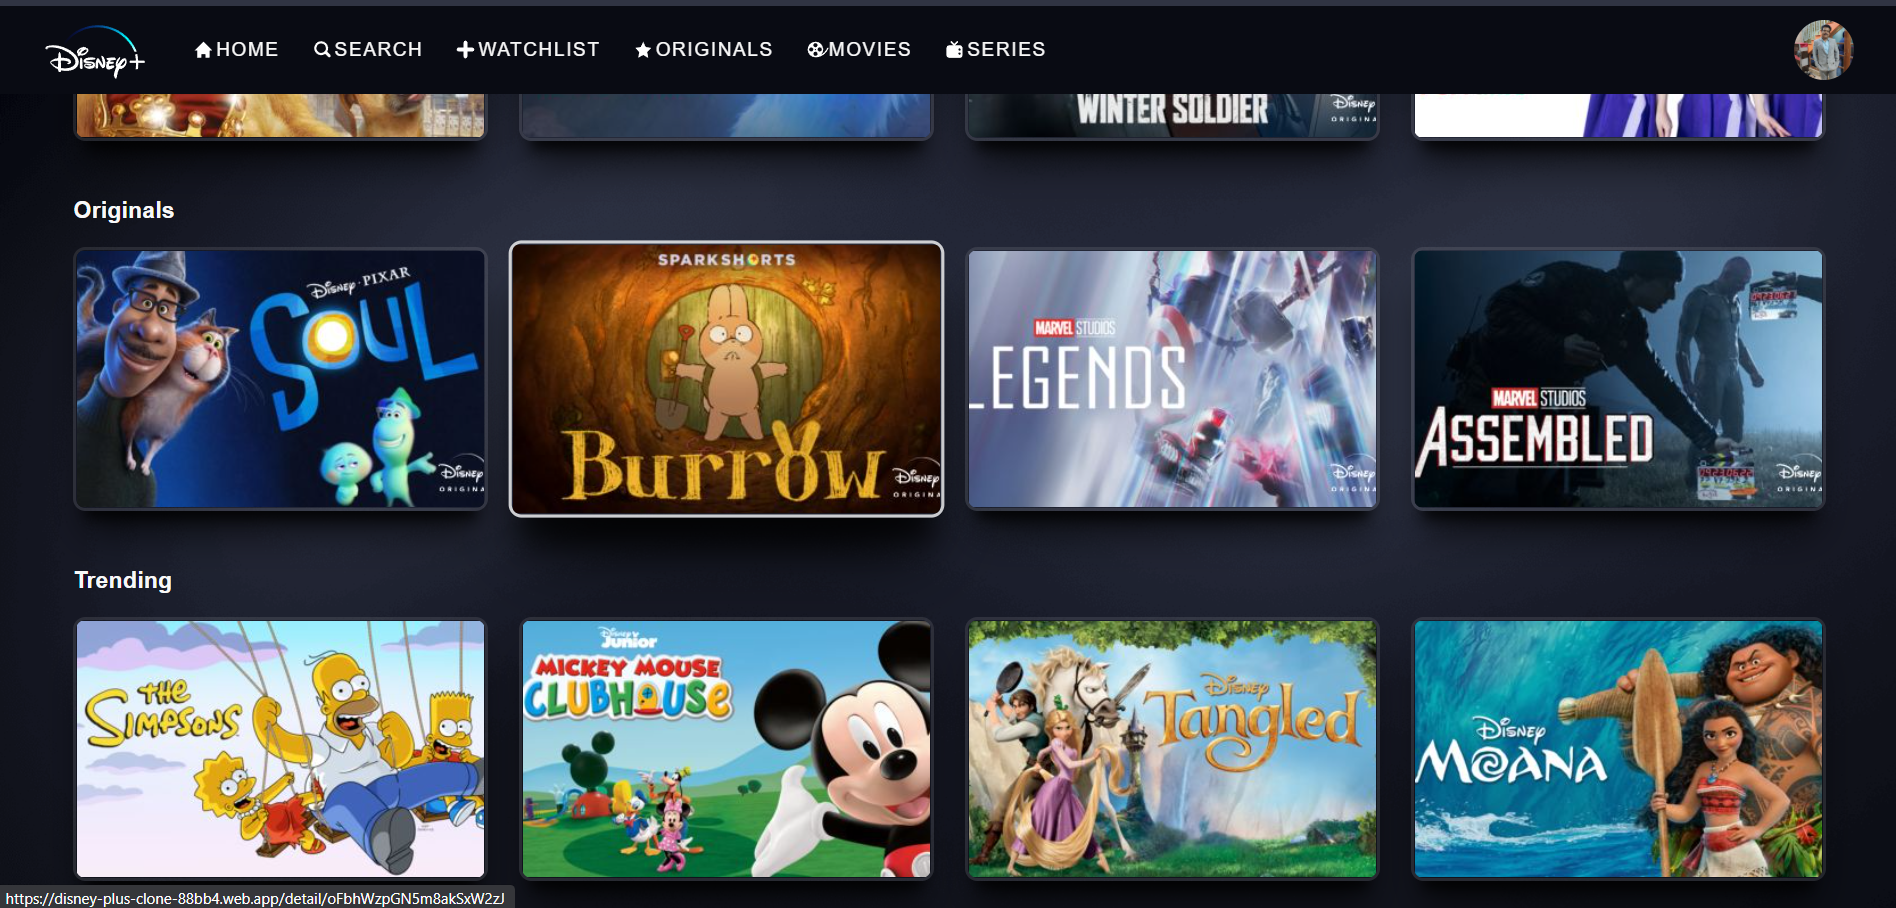 Disney+
HOME
SEARCH
WATCHLIST
ORIGINALS
MOVIES
SERIES
WINTER SOLDIER
Disney
ORIGINA
Originals
Disney · PIXAR
SOUL
Disney
ORIGINA
SPARKSHORTS
Burrow
Disney
ORIGINA
MARVEL STUDIOS
LEGENDS
Disney
ORIGINA
MARVEL STUDIOS
ASSEMBLED
Disney
ORIGINA
Trending
THE
SIMPSONS
Disney
Junior
MICKEY MOUSE
CLUBHOUSE
Disney
Tangled
Disney
MOANA
https://disney-plus-clone-88bb4.web.app/detail/oFbhWzpGN5m8akSxW2zJ